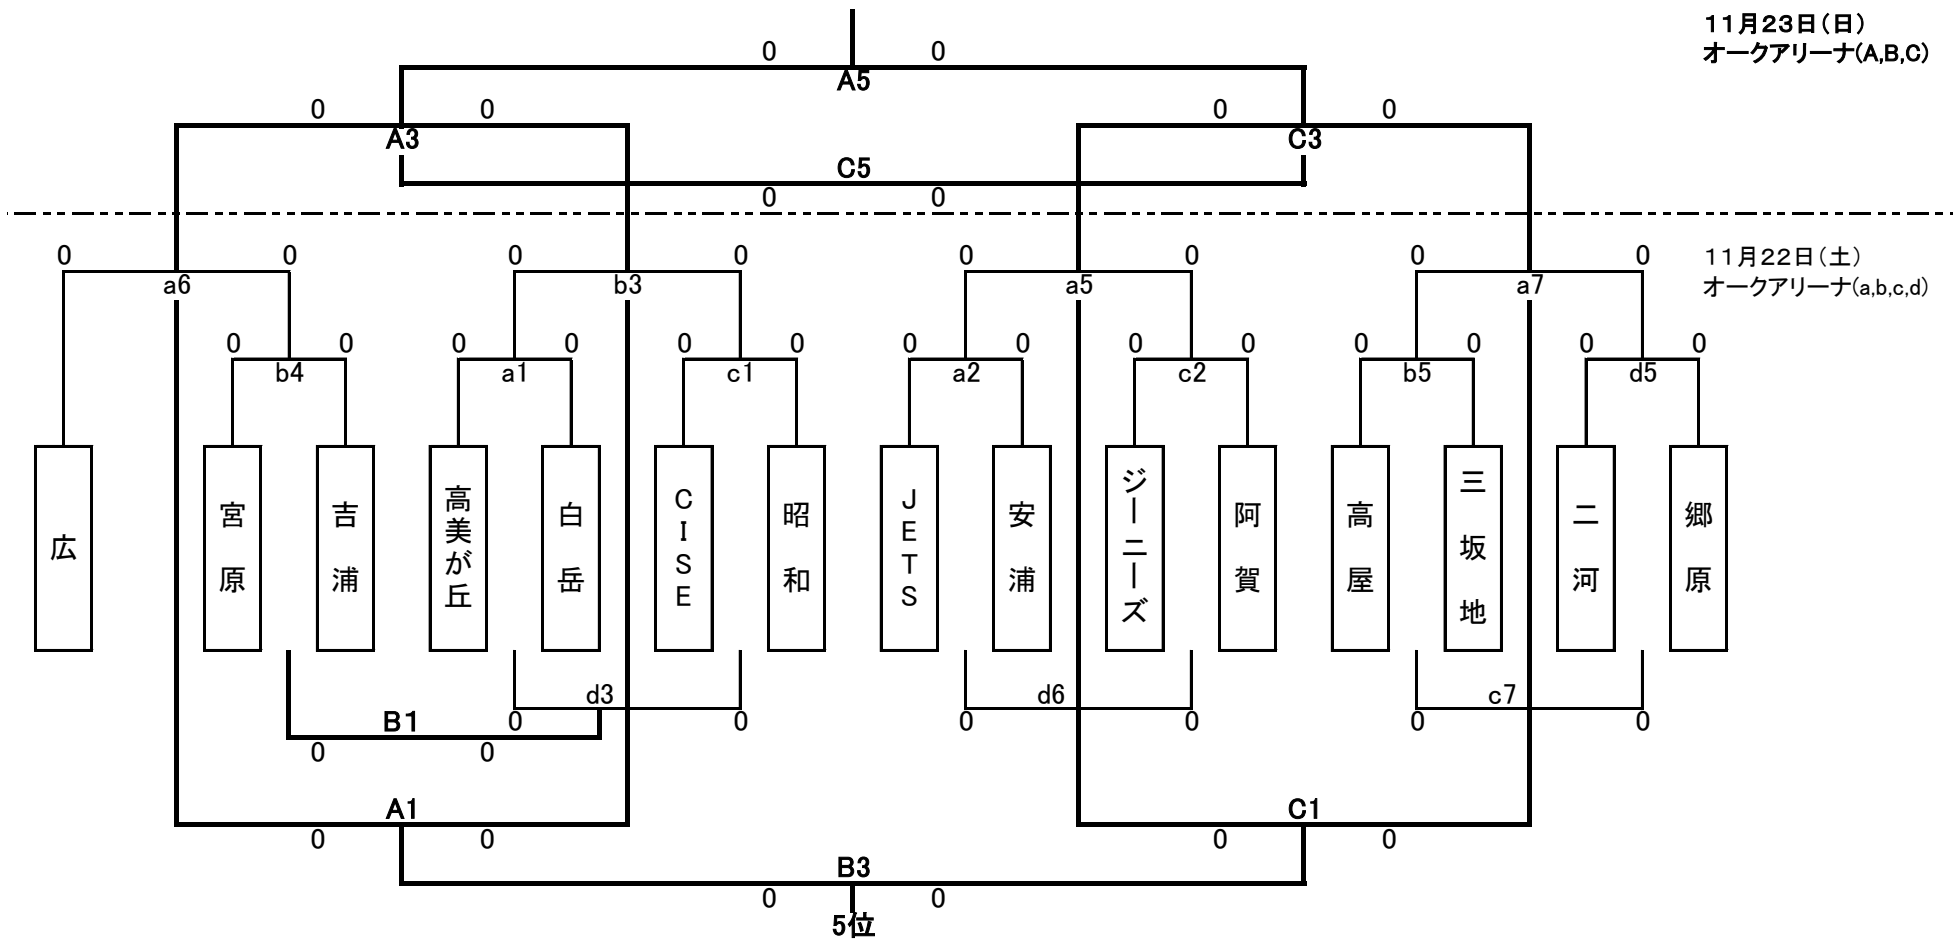 11月23日(日)
オークアリーナ(A,B,C)
0 0
A5
0 0 0 0
A3 C3
C5
0 0
0 0 0 0 0 0 0 0
11月22日(土)
オークアリーナ(a,b,c,d)
a6 b3 a5 a7
0 0 0 0 0 0 0 0 0 0 0 0 0 0
b4 a1 c1 a2 c2 b5 d5
広
宮原
吉浦
高美が丘
白岳
CISE
昭和
JETS
安浦
ジーニーズ
阿賀
高屋
三坂地
二河
郷原
d3 d6 c7
B1 0 0 0 0 0 0
0 0
A1 C1
0 0 0 0
B3
0 0
5位